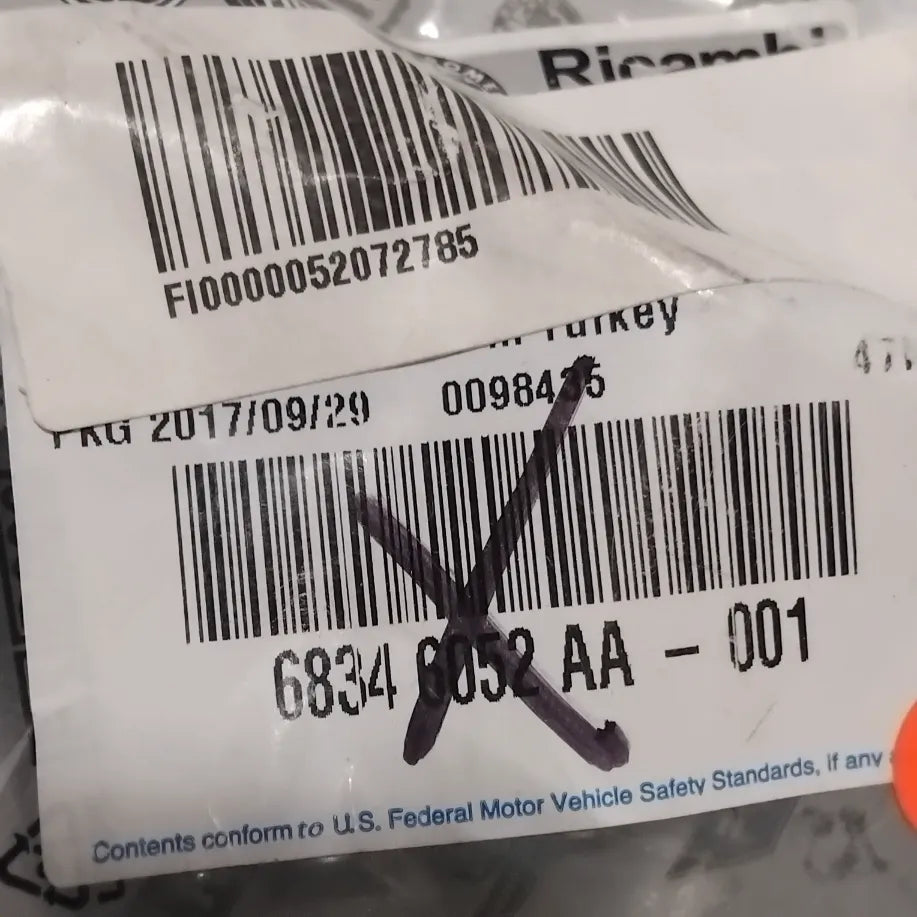 Ricambi
FI0000052072785
Turkey
PKG 2017/09/29 0098435
6834 6052 AA - 001
Contents conform to U.S. Federal Motor Vehicle Safety Standards, if any